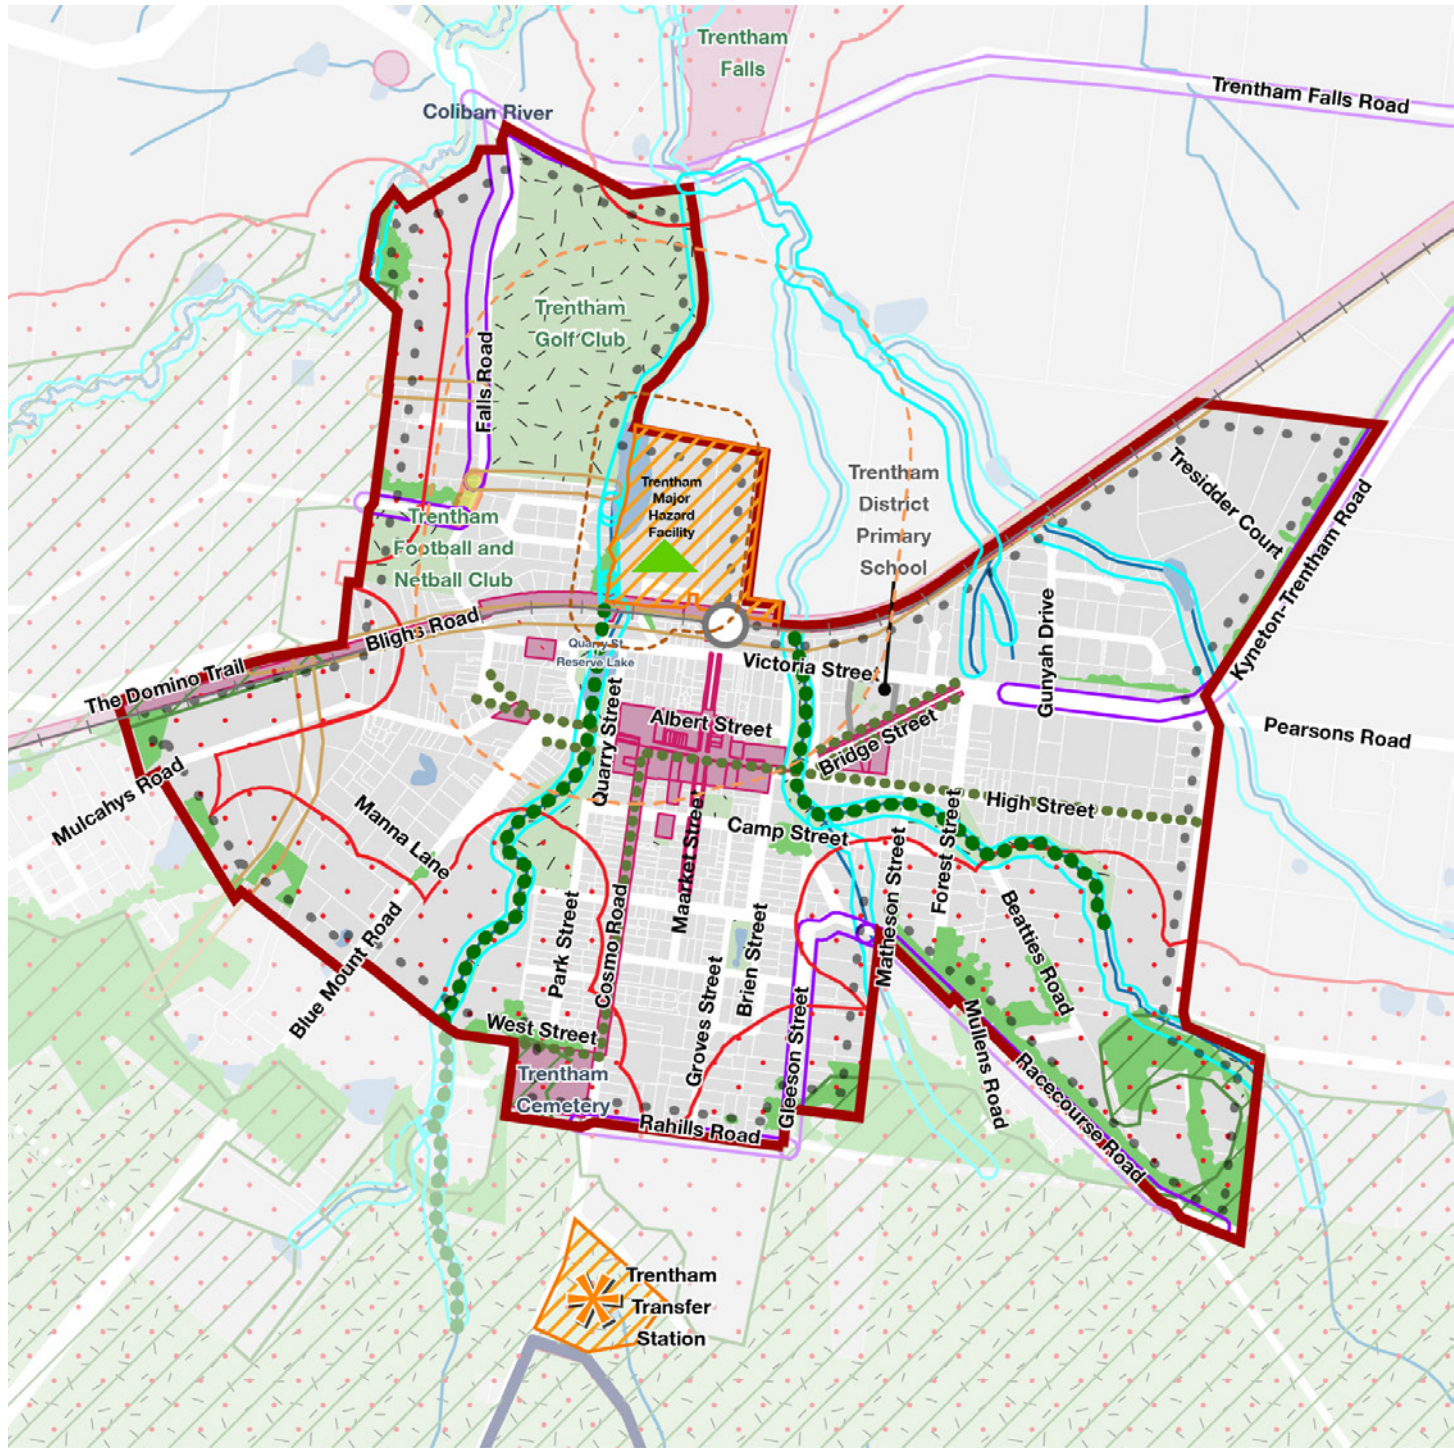 Trentham
Falls
Trentham Falls Road
Coliban River
Trentham
Golf Club
Falls Road
Trentham
Major
Hazard
Facility
Trentham
District
Primary
School
Tresidder Court
Kyneton-Trentham Road
Trentham
Football and
Netball Club
Blighs Road
The Domino Trail
Quarry St
Reserve Lake
Victoria Street
Gunyah Drive
Albert Street
Quarry Street
Bridge Street
Pearsons Road
Mulcahys Road
Manna Lane
Maarket Street
Camp Street
High Street
Forest Street
Matheson Street
Beatties Road
Blue Mount Road
Park Street
Cosmo Road
Brien Street
Groves Street
Gleeson Street
West Street
Mullens Road
Racecourse Road
Trentham
Cemetery
Rahills Road
Trentham
Transfer
Station